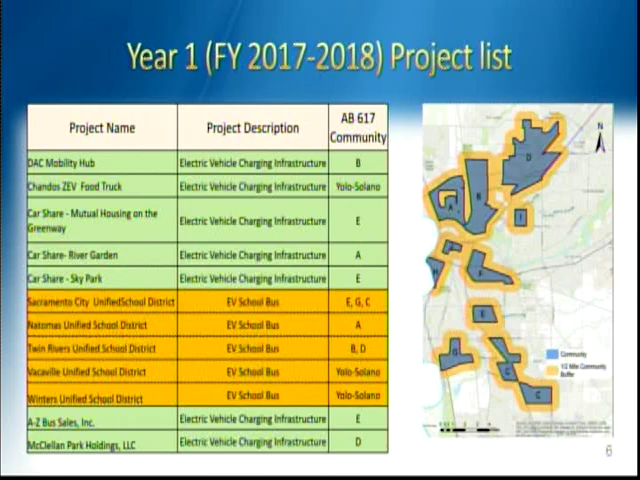 Year 1 (FY 2017-2018) Project list
Project Name Project Description AB 617 Community
DAC Mobility Hub Electric Vehicle Charging Infrastructure B
Chandos ZEV Food Truck Electric Vehicle Charging Infrastructure Yolo-Solano
Car Share - Mutual Housing on the Greenway Electric Vehicle Charging Infrastructure E
Car Share- River Garden Electric Vehicle Charging Infrastructure A
Car Share - Sky Park Electric Vehicle Charging Infrastructure E
Sacramento City UnifiedSchool District EV School Bus E, G, C
Natomas Unified School District EV School Bus A
Twin Rivers Unified School District EV School Bus B, D
Vacaville Unified School District EV School Bus Yolo-Solano
Winters Unified School District EV School Bus Yolo-Solano
A-Z Bus Sales, Inc. Electric Vehicle Charging Infrastructure E
McClellan Park Holdings, LLC Electric Vehicle Charging Infrastructure D
N
D
B
A
I
H
F
E
G
C
C
Community
1/2 Mile Community
Buffer
6